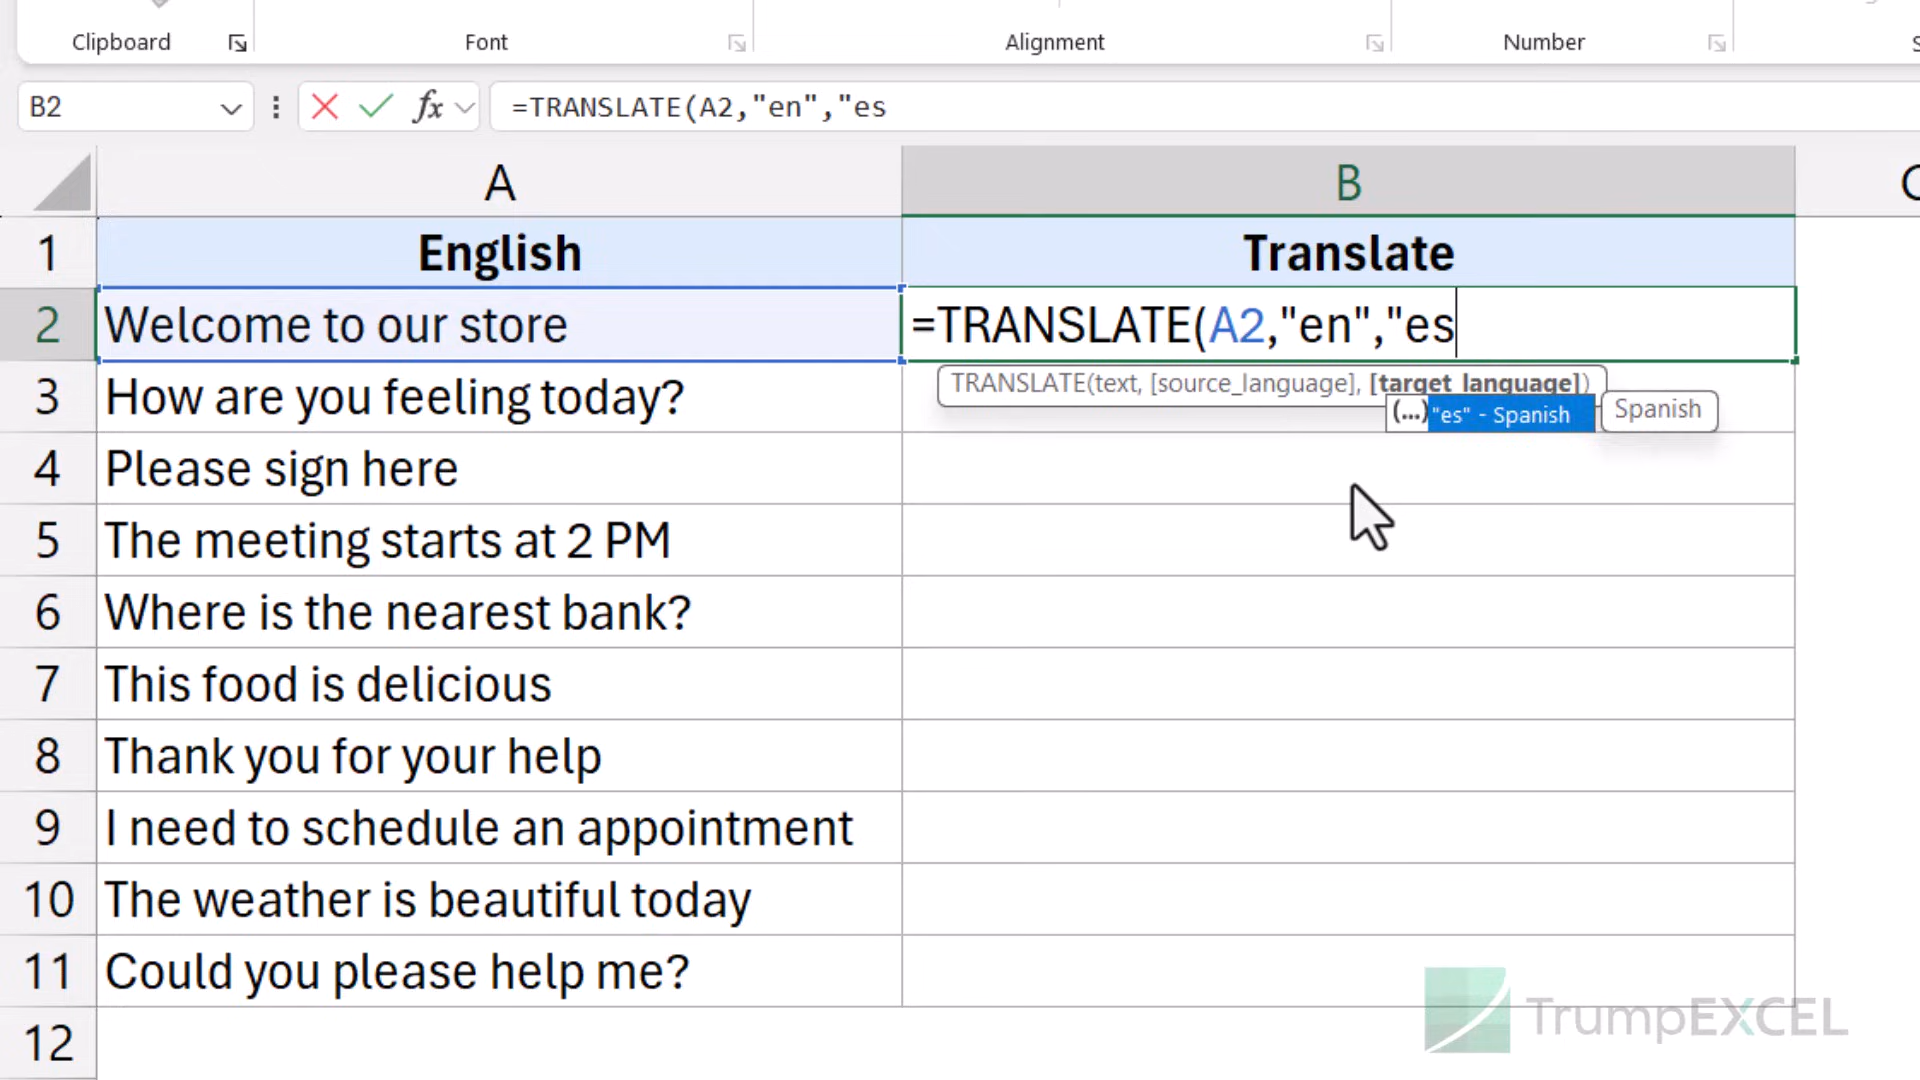 Clipboard Font Alignment Number
B2 fx =TRANSLATE(A2,"en","es
A B
1 English Translate
2 Welcome to our store =TRANSLATE(A2,"en","es
TRANSLATE(text, [source_language], [target_language])
(...) "es" - Spanish Spanish
3 How are you feeling today?
4 Please sign here
5 The meeting starts at 2 PM
6 Where is the nearest bank?
7 This food is delicious
8 Thank you for your help
9 I need to schedule an appointment
10 The weather is beautiful today
11 Could you please help me?
12
TrumpEXCEL